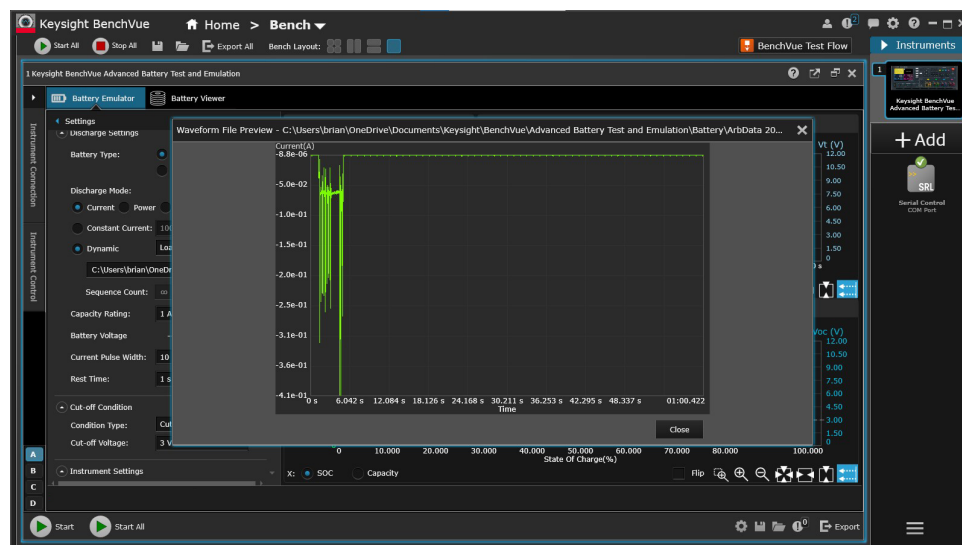 Keysight BenchVue
Home > Bench
2
Start All
Stop All
Export All
Bench Layout:
BenchVue Test Flow
Instruments
1 Keysight BenchVue Advanced Battery Test and Emulation
1
Keysight BenchVue
Advanced Battery Tes...
Add
SRL
Serial Control
COM Port
Battery Emulator
Battery Viewer
Instrument Connection
Instrument Control
Settings
Discharge Settings
Battery Type:
Discharge Mode:
Current
Power
Constant Current:
100
Dynamic
Loa
C:\Users\brian\OneDr
Sequence Count:
∞
Capacity Rating:
1 A
Battery Voltage
Current Pulse Width:
10
Rest Time:
1 s
Cut-off Condition
Condition Type:
Cut
Cut-off Voltage:
3 V
Instrument Settings
A
B
C
D
Waveform File Preview - C:\Users\brian\OneDrive\Documents\Keysight\BenchVue\Advanced Battery Test and Emulation\Battery\ArbData 20...
Current(A)
-8.8e-06
-5.0e-02
-1.0e-01
-1.5e-01
-2.0e-01
-2.5e-01
-3.1e-01
-3.6e-01
-4.1e-01
0 s 6.042 s 12.084 s 18.126 s 24.168 s 30.211 s 36.253 s 42.295 s 48.337 s 01:00.422
Time
Close
Vt (V)
12.00
10.50
9.00
7.50
6.00
4.50
3.00
1.50
0
s
Voc (V)
12.00
10.50
9.00
7.50
6.00
4.50
3.00
1.50
0
0 10.000 20.000 30.000 40.000 50.000 60.000 70.000 80.000 100.000
State Of Charge(%)
X:
SOC
Capacity
Flip
Start
Start All
0
Export